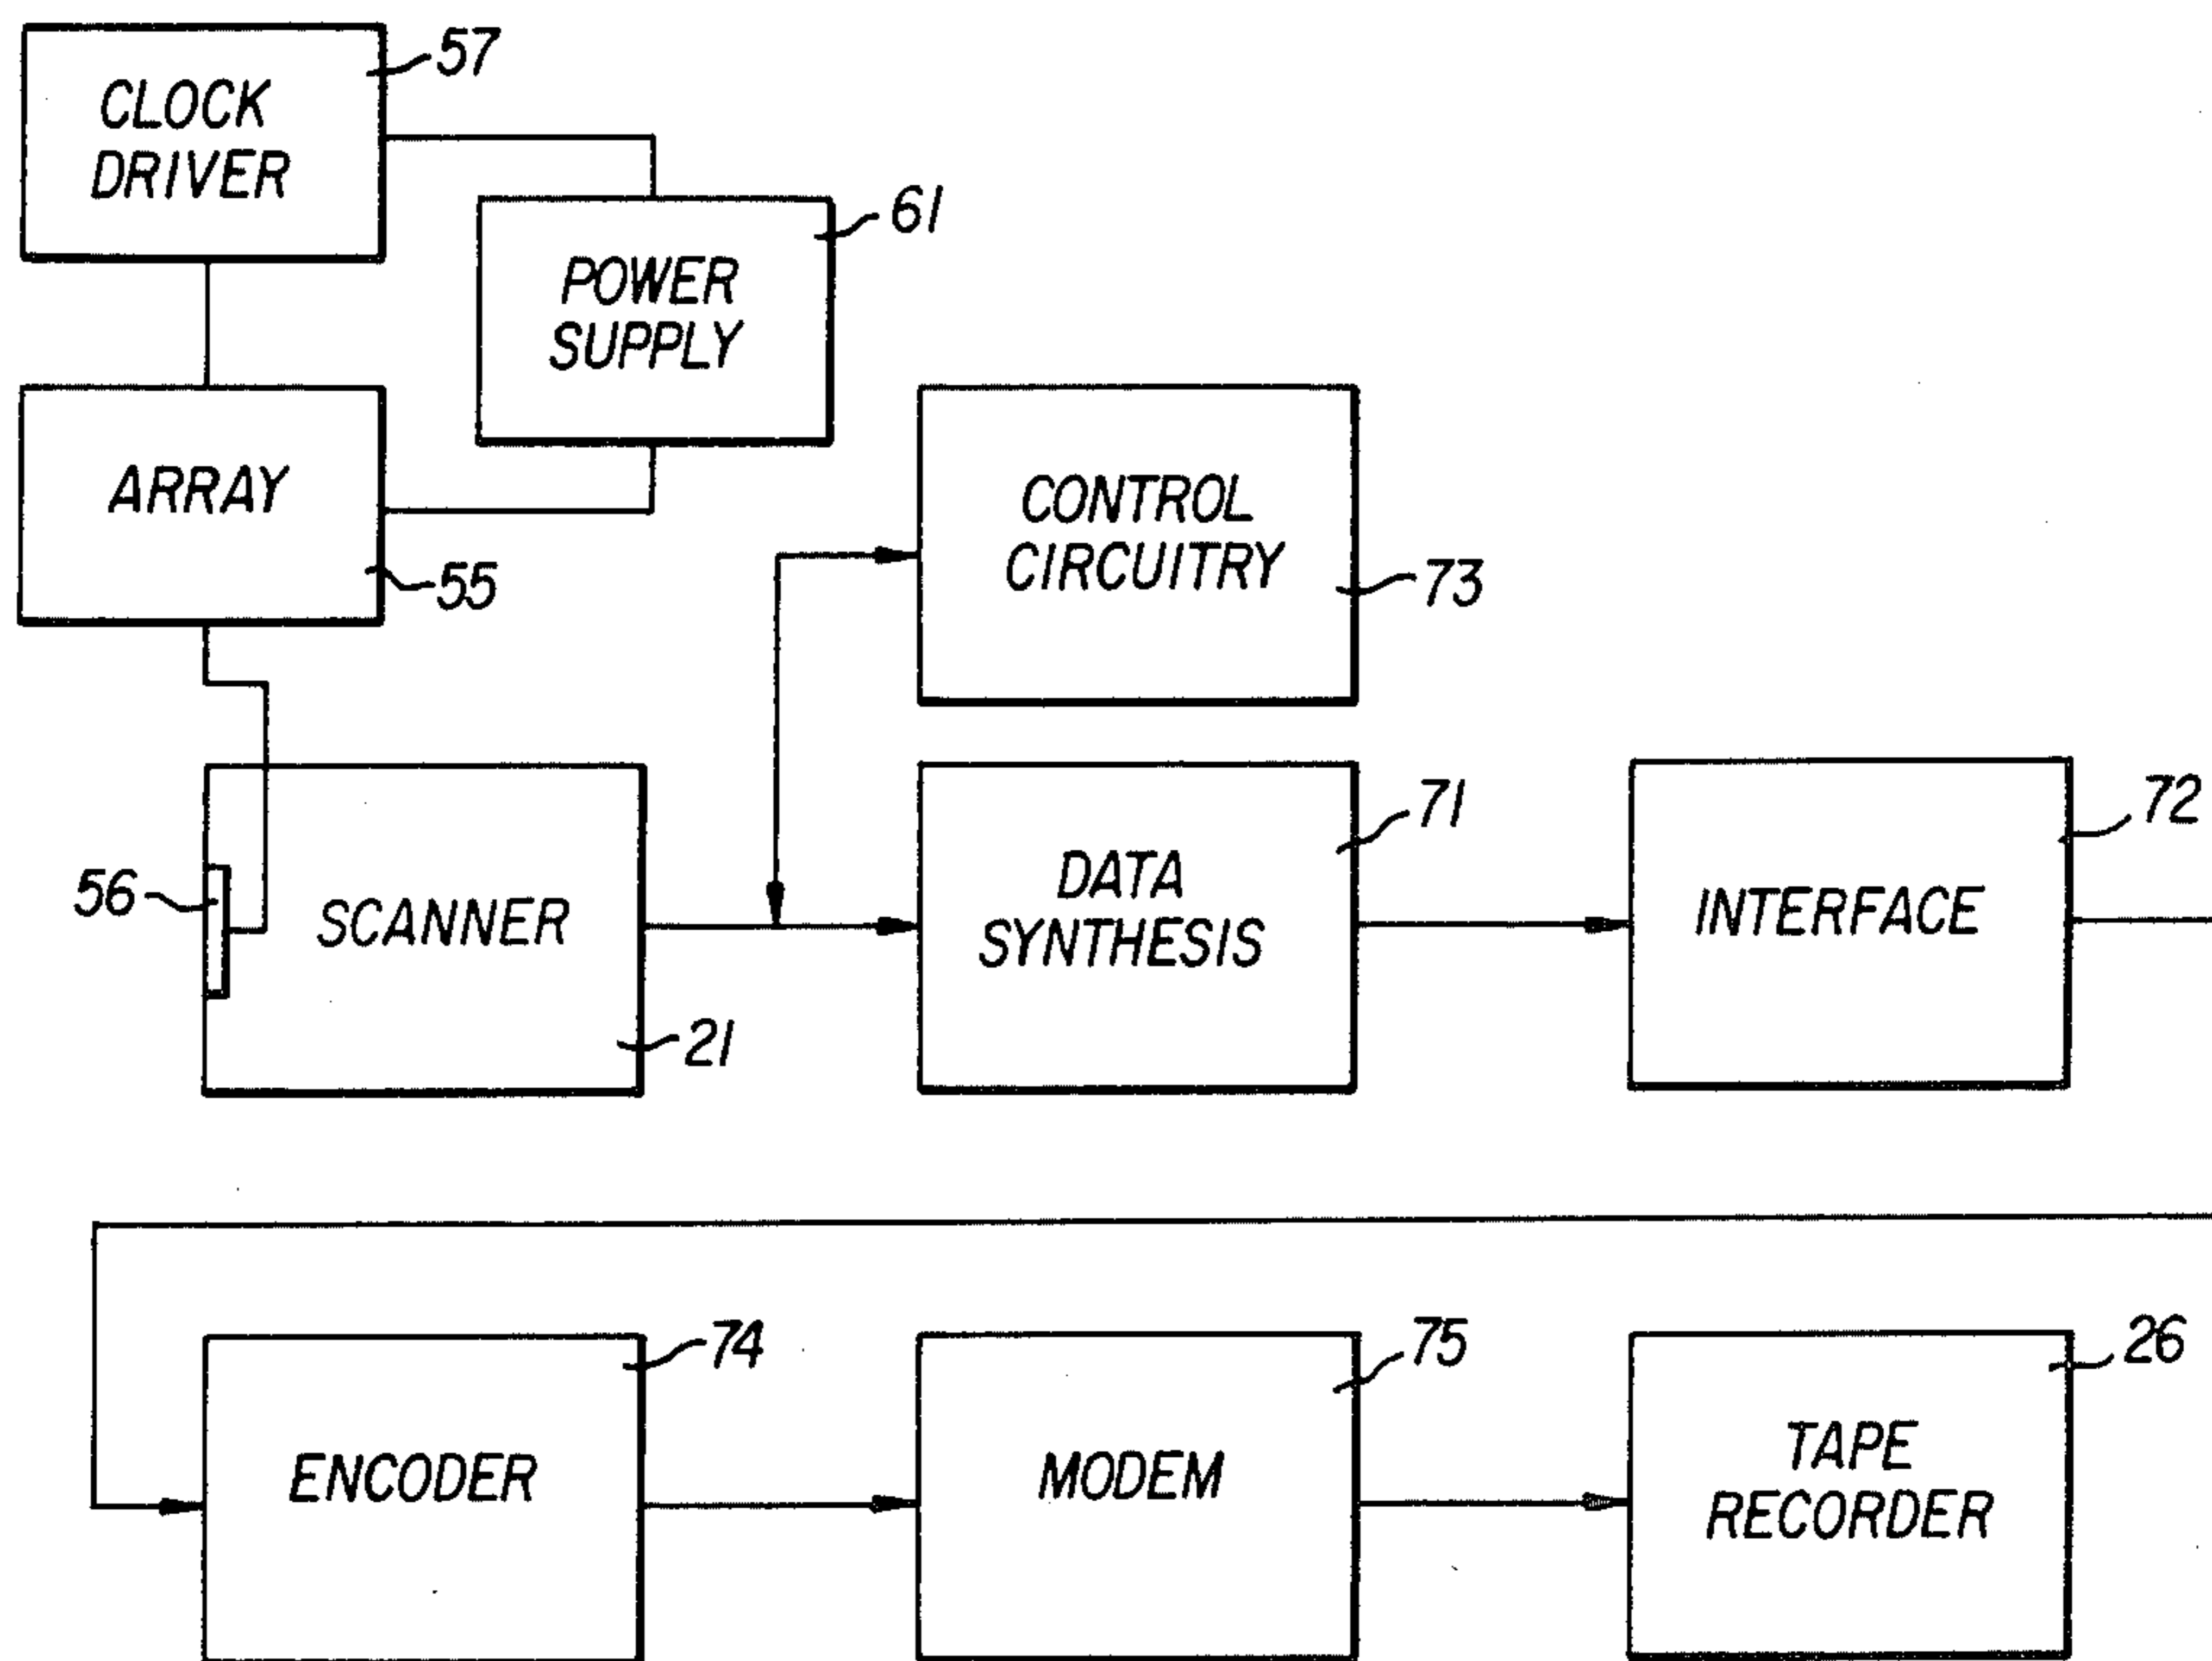 CLOCK
DRIVER
57
POWER
SUPPLY
61
ARRAY
55
CONTROL
CIRCUITRY
73
56
SCANNER
21
DATA
SYNTHESIS
71
INTERFACE
72
ENCODER
74
MODEM
75
TAPE
RECORDER
26